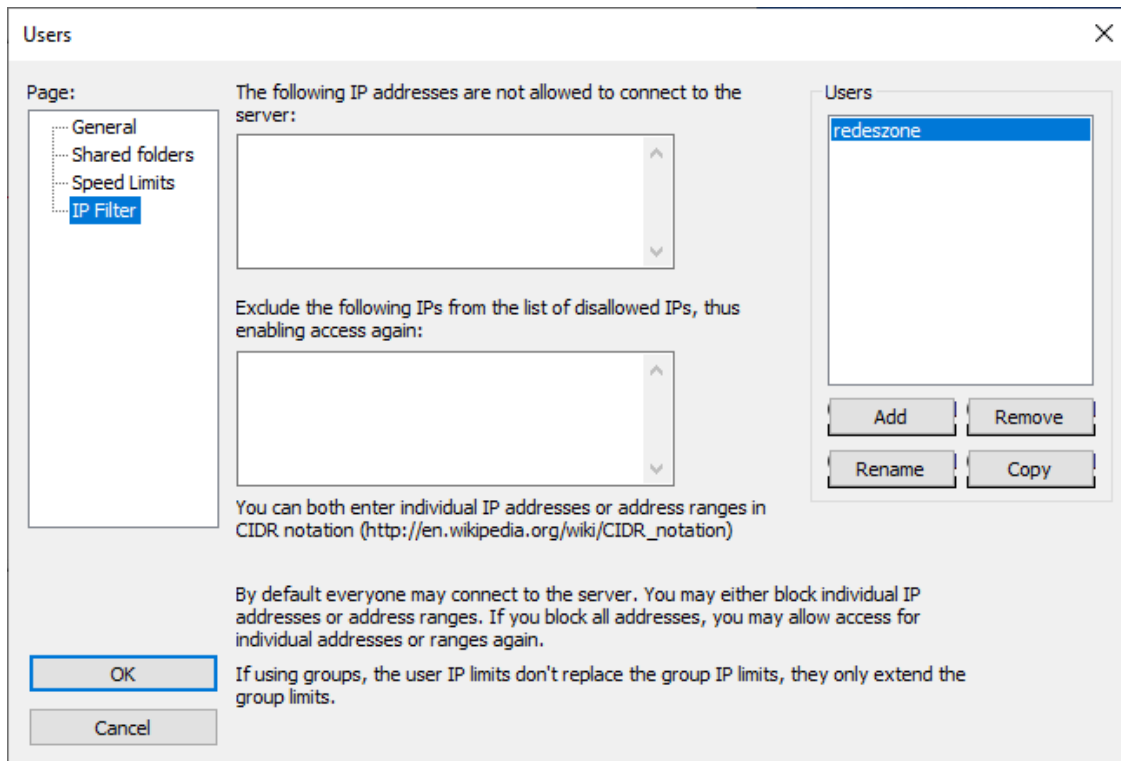 Users
Page:
General
Shared folders
Speed Limits
IP Filter
The following IP addresses are not allowed to connect to the
server:
Exclude the following IPs from the list of disallowed IPs, thus
enabling access again:
You can both enter individual IP addresses or address ranges in
CIDR notation (http://en.wikipedia.org/wiki/CIDR_notation)
By default everyone may connect to the server. You may either block individual IP
addresses or address ranges. If you block all addresses, you may allow access for
individual addresses or ranges again.
If using groups, the user IP limits don't replace the group IP limits, they only extend the
group limits.
Users
redeszone
Add
Remove
Rename
Copy
OK
Cancel